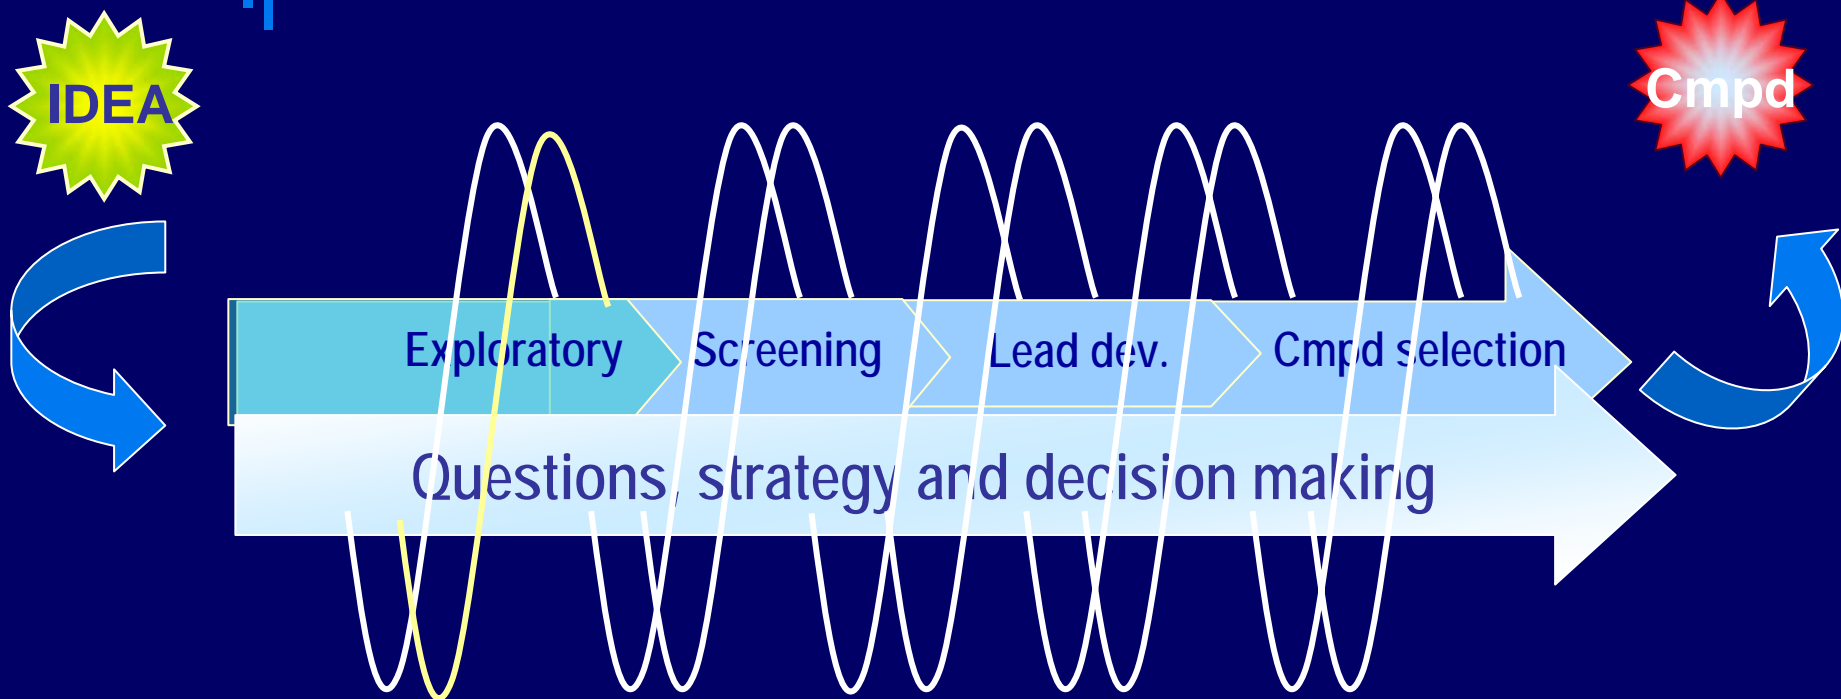 IDEA
Cmpd
Exploratory
Screening
Lead dev.
Cmpd selection
Questions, strategy and decision making